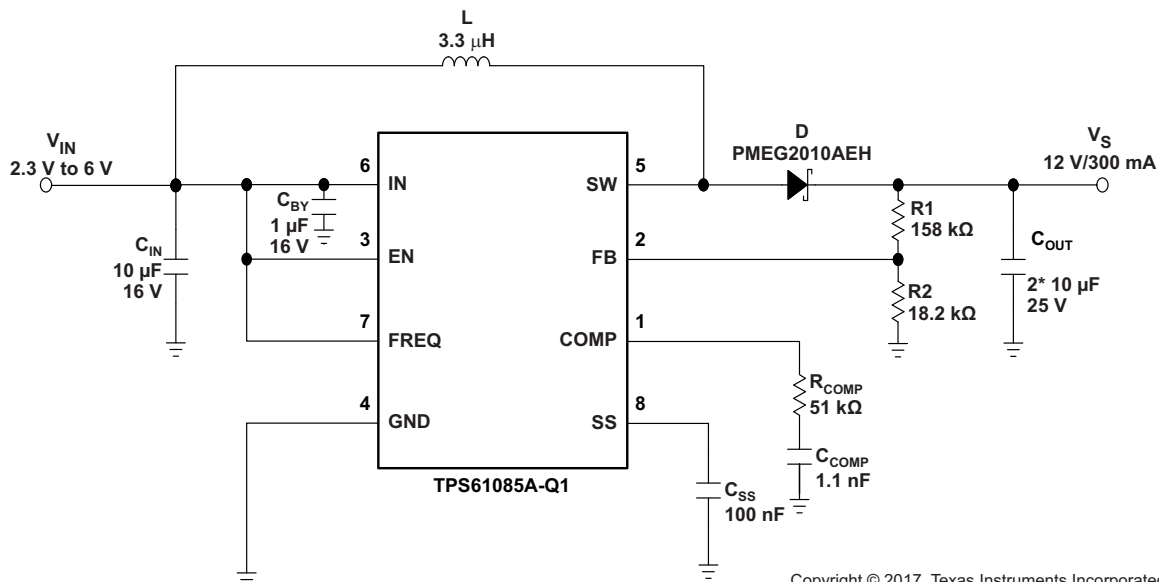 L
3.3 µH
V_IN
2.3 V to 6 V
D
PMEG2010AEH
V_S
12 V/300 mA
6
IN
SW
5
C_BY
1 µF
16 V
R1
158 kΩ
C_IN
10 µF
16 V
3
EN
FB
2
C_OUT
2* 10 µF
25 V
R2
18.2 kΩ
7
FREQ
COMP
1
R_COMP
51 kΩ
4
GND
SS
8
C_COMP
1.1 nF
TPS61085A-Q1
C_SS
100 nF
Copyright © 2017, Texas Instruments Incorporated